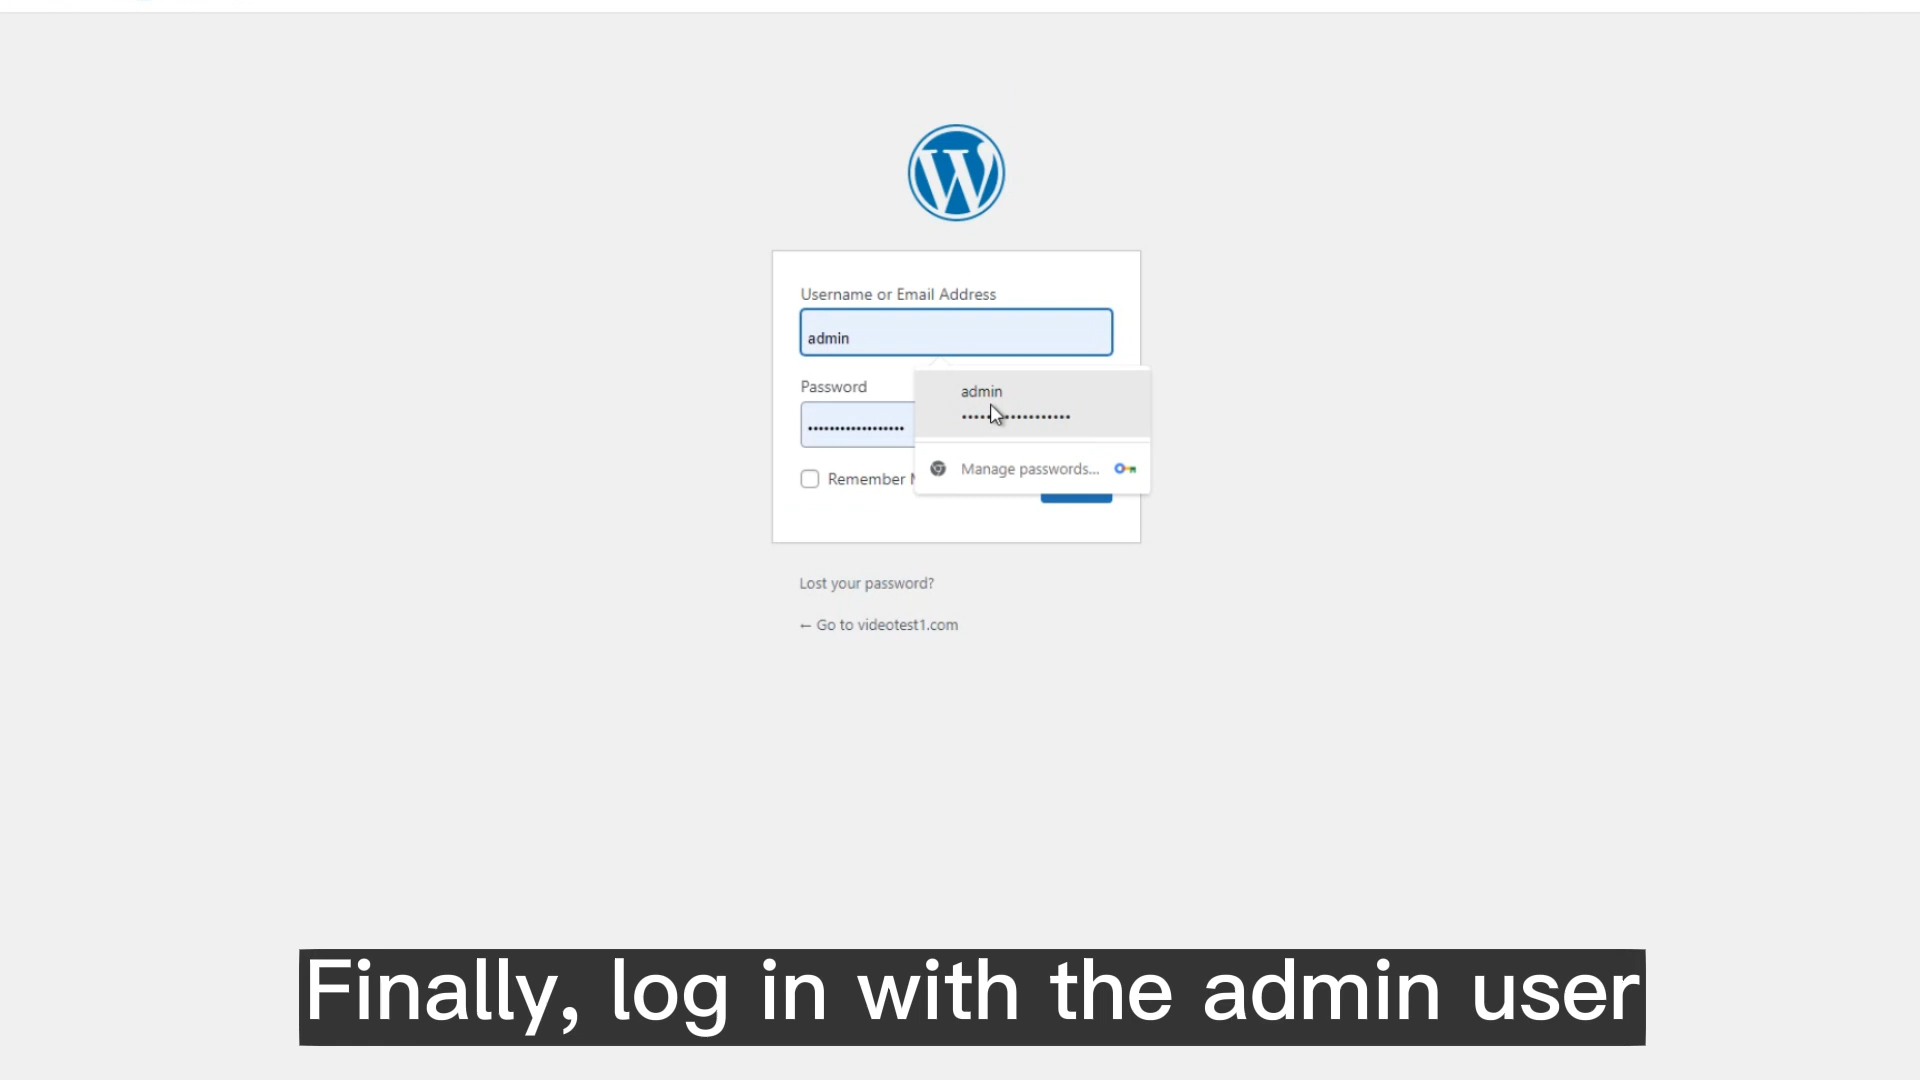 Username or Email Address
admin
Password
admin
Manage passwords...
Remember
Lost your password?
← Go to videotest1.com
Finally, log in with the admin user